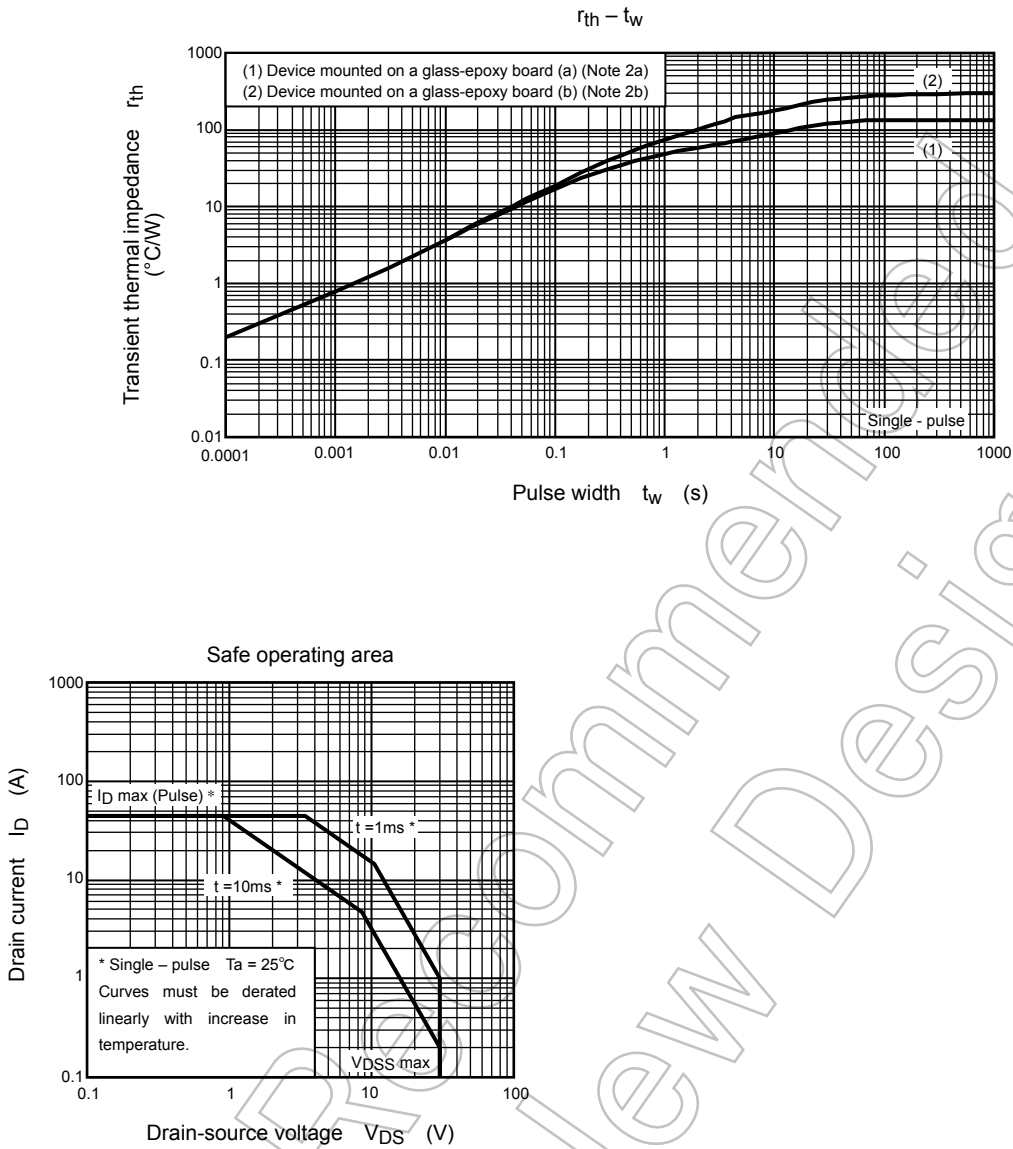 rth – tw
1000
100
10
1
0.1
0.01
Transient thermal impedance rth
(°C/W)
(1) Device mounted on a glass-epoxy board (a) (Note 2a)
(2) Device mounted on a glass-epoxy board (b) (Note 2b)
(2)
(1)
Single - pulse
0.0001 0.001 0.01 0.1 1 10 100 1000
Pulse width tw (s)
Safe operating area
1000
100
10
1
0.1
Drain current ID (A)
ID max (Pulse) *
t =1ms *
t =10ms *
* Single – pulse Ta = 25°C
Curves must be derated
linearly with increase in
temperature.
VDSS max
0.1 1 10 100
Drain-source voltage VDS (V)
Recommended
Desig